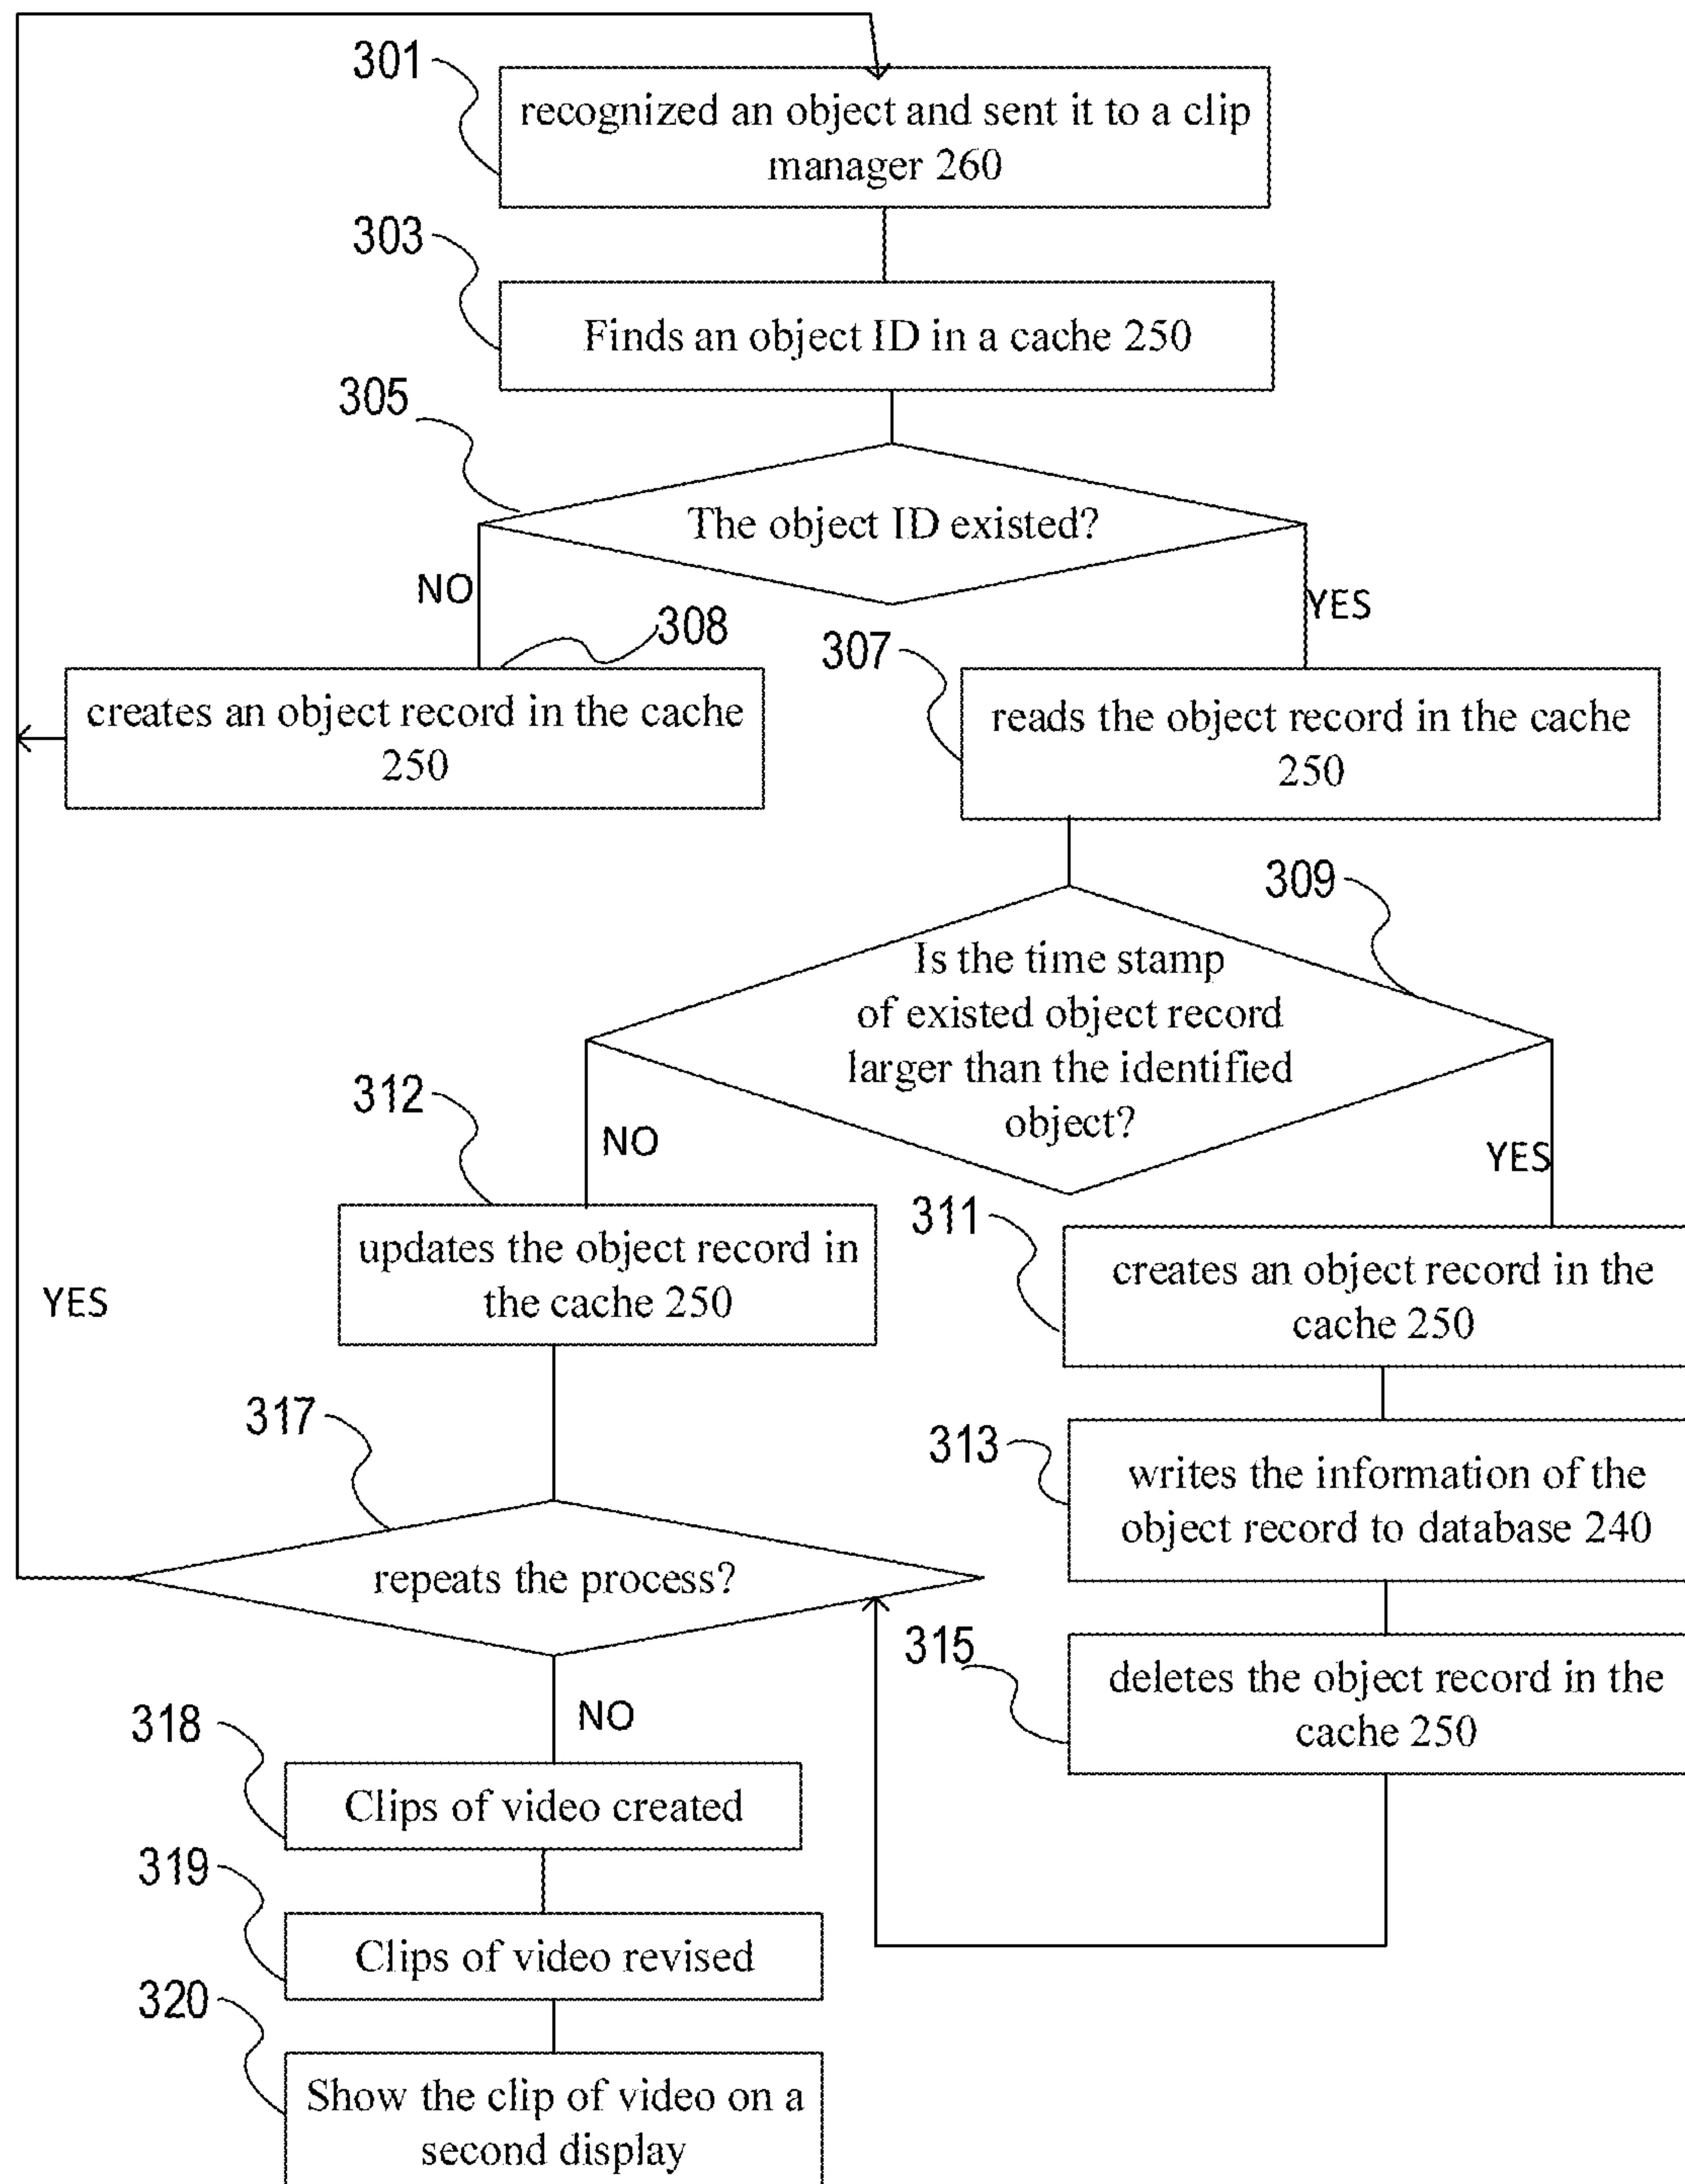 301
recognized an object and sent it to a clip
manager 260
303
Finds an object ID in a cache 250
305
The object ID existed?
NO
YES
308
307
creates an object record in the cache
250
reads the object record in the cache
250
309
Is the time stamp
of existed object record
larger than the identified
object?
312
NO
YES
311
updates the object record in
the cache 250
creates an object record in the
cache 250
YES
317
313
writes the information of the
object record to database 240
repeats the process?
315
deletes the object record in the
cache 250
318
NO
Clips of video created
319
Clips of video revised
320
Show the clip of video on a
second display